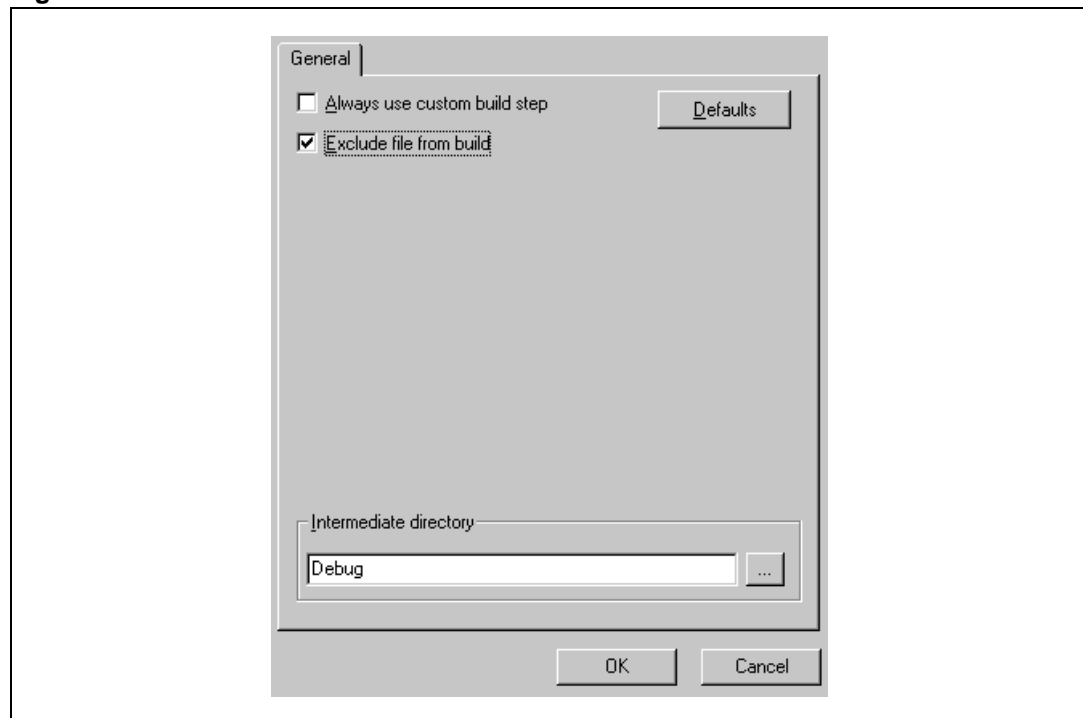 General
Always use custom build step
Defaults
Exclude file from build
Intermediate directory
Debug
...
OK
Cancel